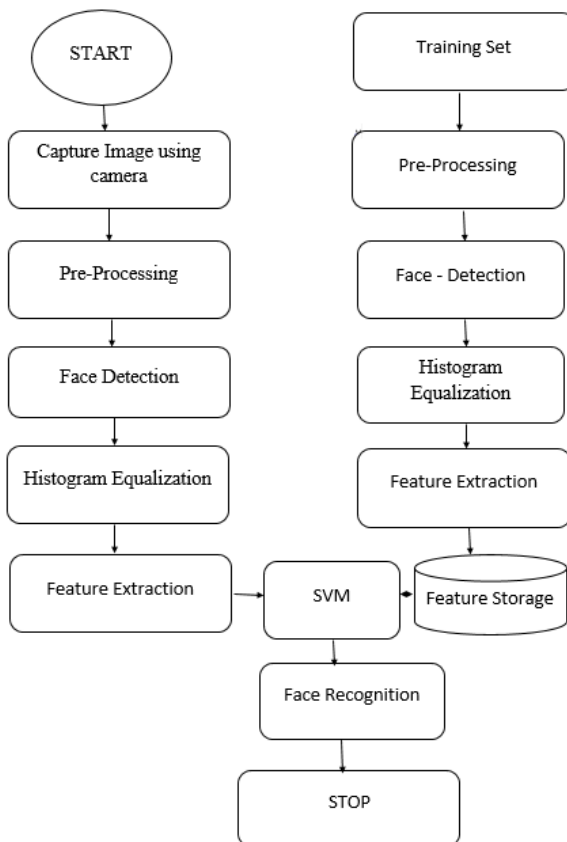 START
Capture Image using
camera
Pre-Processing
Face Detection
Histogram Equalization
Feature Extraction
Training Set
Pre-Processing
Face - Detection
Histogram
Equalization
Feature Extraction
Feature Storage
SVM
Face Recognition
STOP